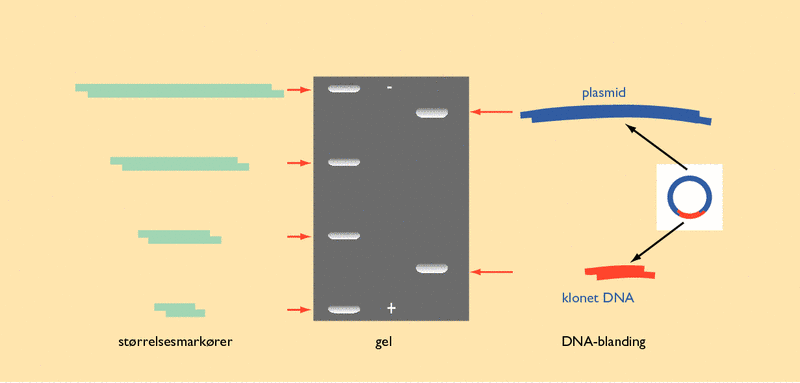 -
plasmid
klonet DNA
+
størrelsesmarkører
gel
DNA-blanding